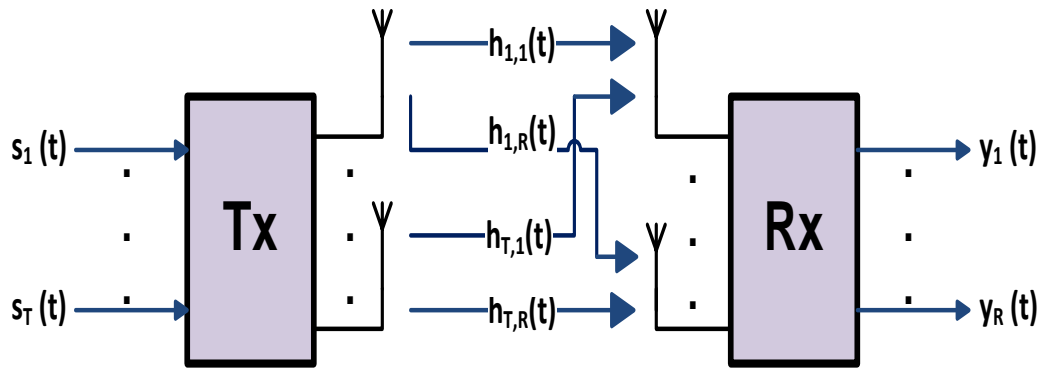 h₁,₁(t)
s₁ (t)
h₁,R(t)
y₁ (t)
Tx
Rx
hT,₁(t)
sT (t)
hT,R(t)
yR (t)